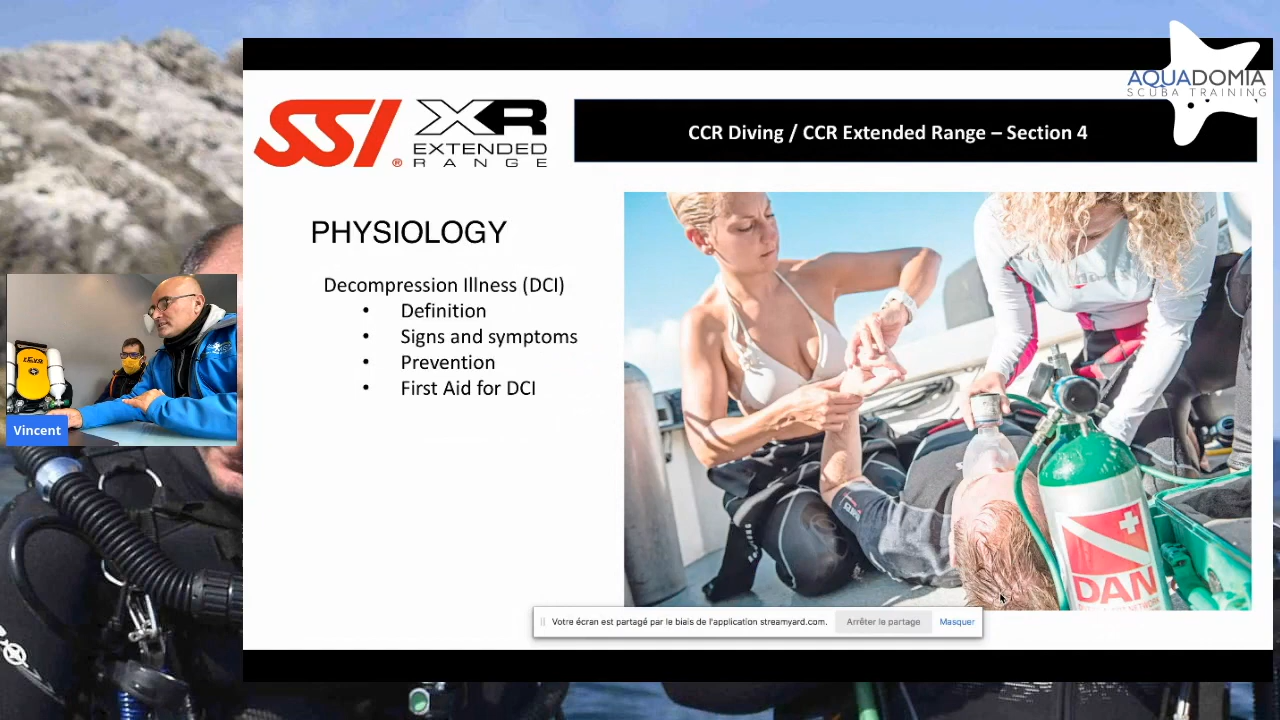 AQUADOMIA
SCUBA TRAINING
SSI®
XR
EXTENDED
RANGE
CCR Diving / CCR Extended Range – Section 4
PHYSIOLOGY
Decompression Illness (DCI)
• Definition
• Signs and symptoms
• Prevention
• First Aid for DCI
Vincent
DAN
Votre écran est partagé par le biais de l'application streamyard.com.
Arrêter le partage
Masquer